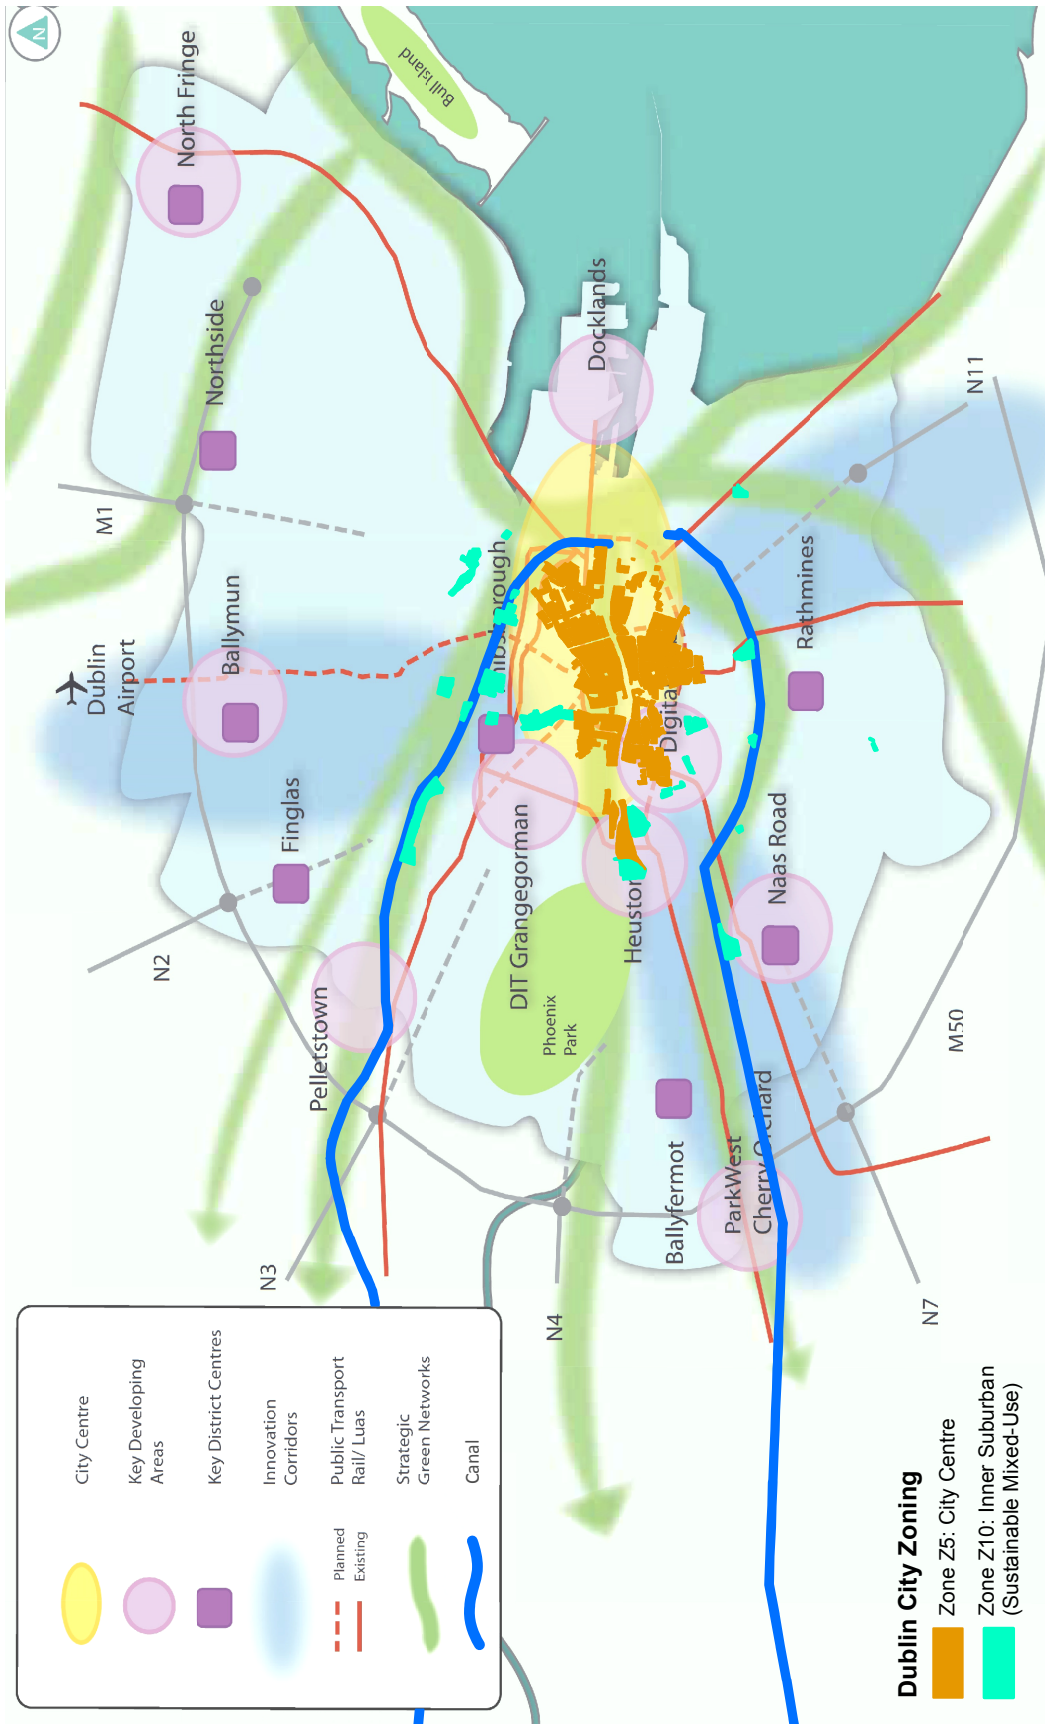 N
Bull Island
North Fringe
Northside
Docklands
M1
N11
Dublin
Airport
Ballymun
Rathmines
Finglas
Naas Road
DIT Grangegorman
Heuston
N2
Phoenix
Park
Pelletstown
M50
ParkWest
Cherry Orchard
Ballyfermot
N3
N4
N7
City Centre
Key Developing
Areas
Key District Centres
Innovation
Corridors
Planned
Existing
Public Transport
Rail/ Luas
Strategic
Green Networks
Canal
Dublin City Zoning
Zone Z5: City Centre
Zone Z10: Inner Suburban
(Sustainable Mixed-Use)